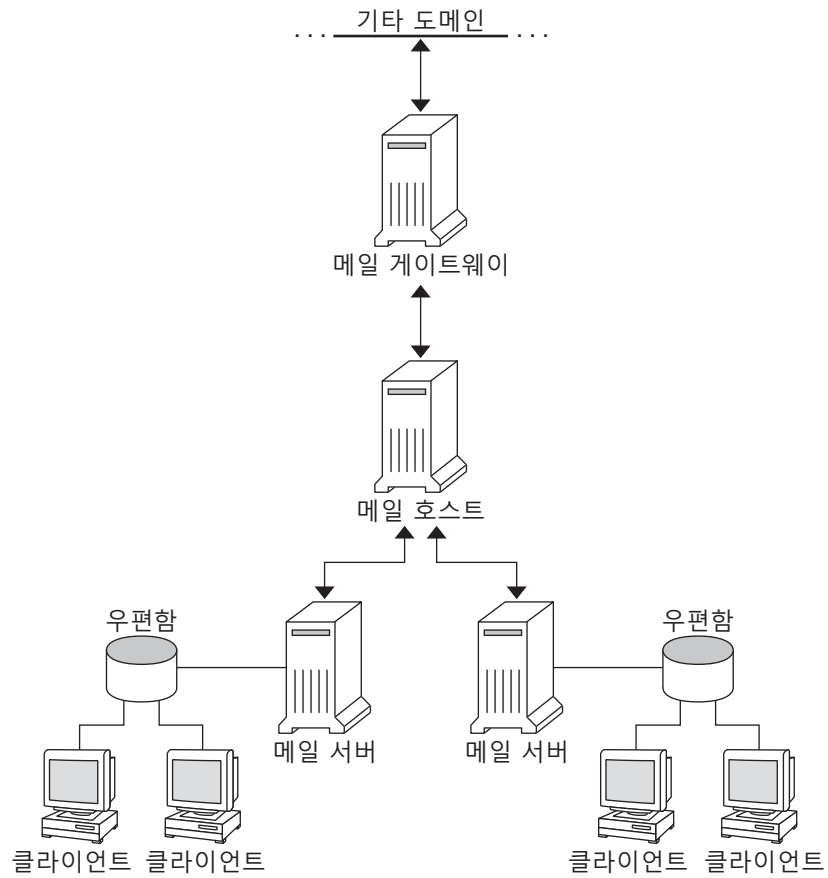 기타 도메인
메일 게이트웨이
메일 호스트
우편함
우편함
메일 서버
메일 서버
클라이언트 클라이언트
클라이언트 클라이언트